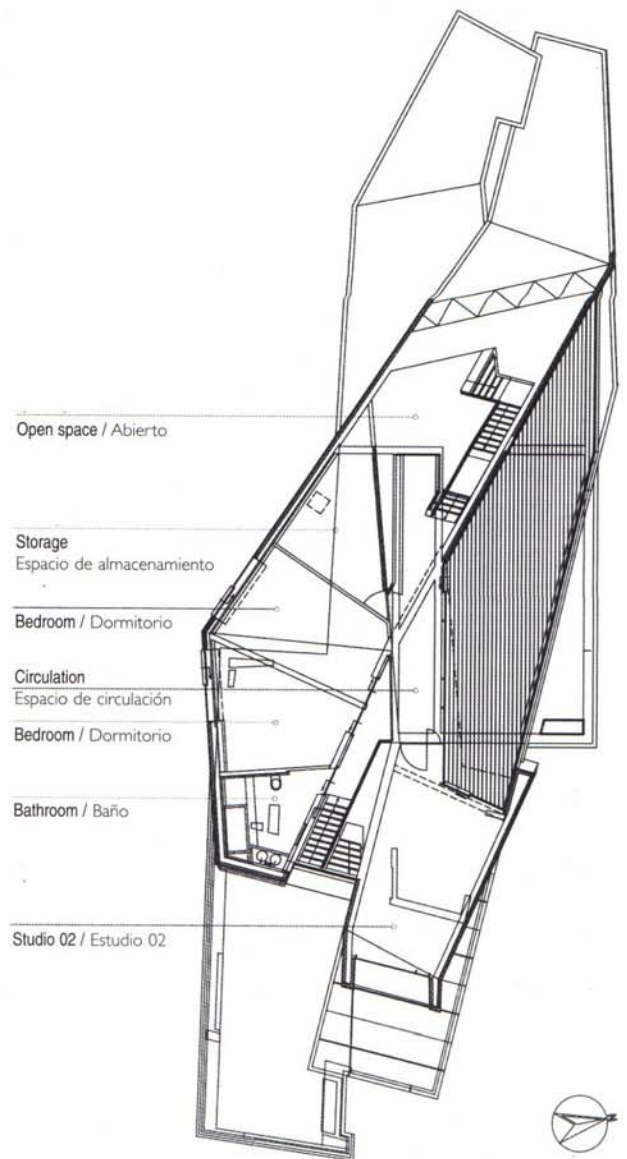 Open space / Abierto
Storage
Espacio de almacenamiento
Bedroom / Dormitorio
Circulation
Espacio de circulación
Bedroom / Dormitorio
Bathroom / Baño
Studio 02 / Estudio 02